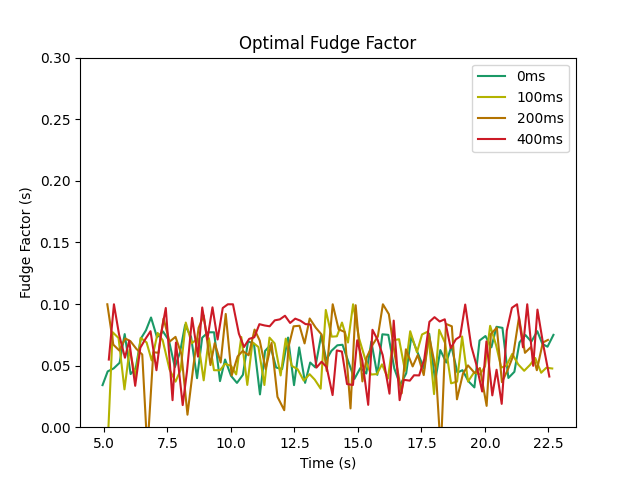 Optimal Fudge Factor
0.30
0.25
0.20
0.15
0.10
0.05
0.00
Fudge Factor (s)
0ms
100ms
200ms
400ms
5.0 7.5 10.0 12.5 15.0 17.5 20.0 22.5
Time (s)